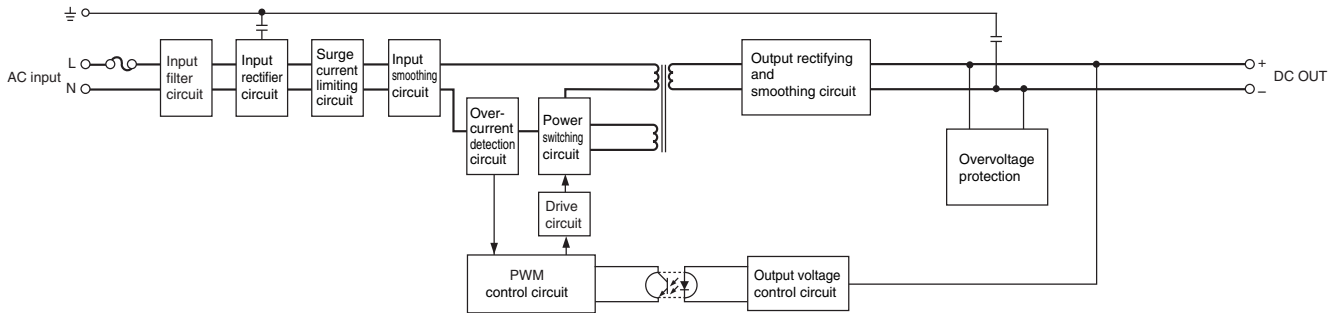 AC input
L
N
Input
filter
circuit
Input
rectifier
circuit
Surge
current
limiting
circuit
Input
smoothing
circuit
Over-
current
detection
circuit
Power
switching
circuit
Drive
circuit
PWM
control circuit
Output rectifying
and
smoothing circuit
Overvoltage
protection
Output voltage
control circuit
+
DC OUT
–